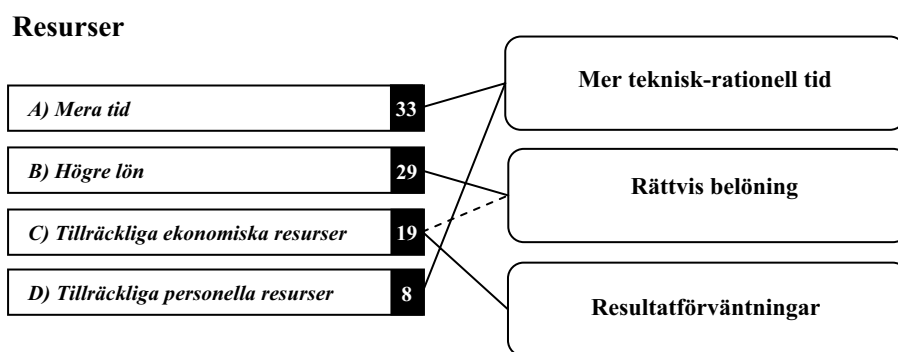 Resurser
A) Mera tid 33
B) Högre lön 29
C) Tillräckliga ekonomiska resurser 19
D) Tillräckliga personella resurser 8
Mer teknisk-rationell tid
Rättvis belöning
Resultatförväntningar